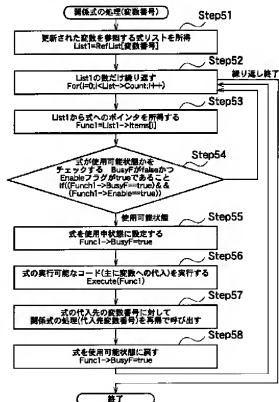 関係式の処理(変数番号)
Step51
更新された変数を参照する式リストを所得
List1=RefList[変数番号]
Step52
繰り返し終了
List1の数だけ繰り返す
For(i=0;i<List->Count;i++)
Step53
List1から式へのポインタを所得する
Func1=List1->Items[i]
Step54
式が使用可能状態かを
チェックする BusyFがfalseかつ
Enableフラグがtrueであること
if((Funch1->BusyF==true)&&
(Funch1->Enable==true))
使用可能状態
Step55
式を使用中状態に設定する
Func1->BusyF=true
Step56
式の実行可能なコード(主に変数への代入)を実行する
Execute(Func1)
Step57
式の代入先の変数番号に対して
関係式の処理(代入先変数番号)を再帰で呼び出す
Step58
式を使用可能状態に戻す
Func1->BusyF=true
終了